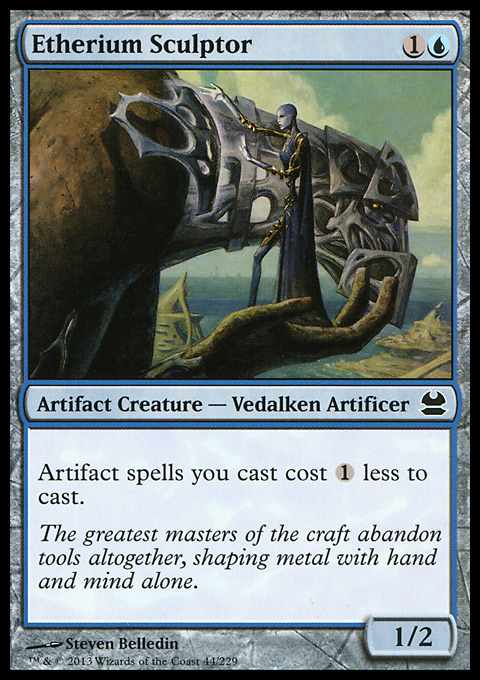 Etherium Sculptor 1
Artifact Creature — Vedalken Artificer
Artifact spells you cast cost 1 less to
cast.
The greatest masters of the craft abandon
tools altogether, shaping metal with hand
and mind alone.
Steven Belledin
1/2
™ & © 2013 Wizards of the Coast 44/229